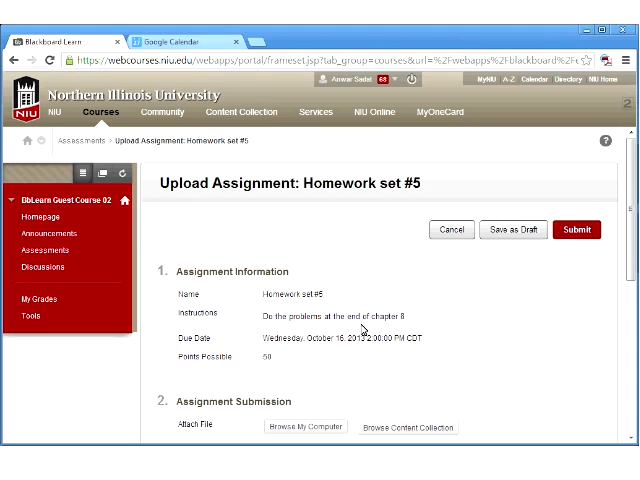 Blackboard Learn
Google Calendar
https://webcourses.niu.edu/webapps/portal/frameset.jsp?tab_group=courses&url=%2Fwebapps%2Fblackboard%2F
Anwar Sadat 68
MyNIU A-Z Calendar Directory NIU Home
Northern Illinois University
NIU
NIU Courses Community Content Collection Services NIU Online MyOneCard
2
Assessments > Upload Assignment: Homework set #5
BbLearn Guest Course 02
Homepage
Announcements
Assessments
Discussions
My Grades
Tools
Upload Assignment: Homework set #5
Cancel Save as Draft Submit
1. Assignment Information
Name Homework set #5
Instructions Do the problems at the end of chapter 8
Due Date Wednesday, October 16, 2013 2:00:00 PM CDT
Points Possible 50
2. Assignment Submission
Attach File Browse My Computer Browse Content Collection